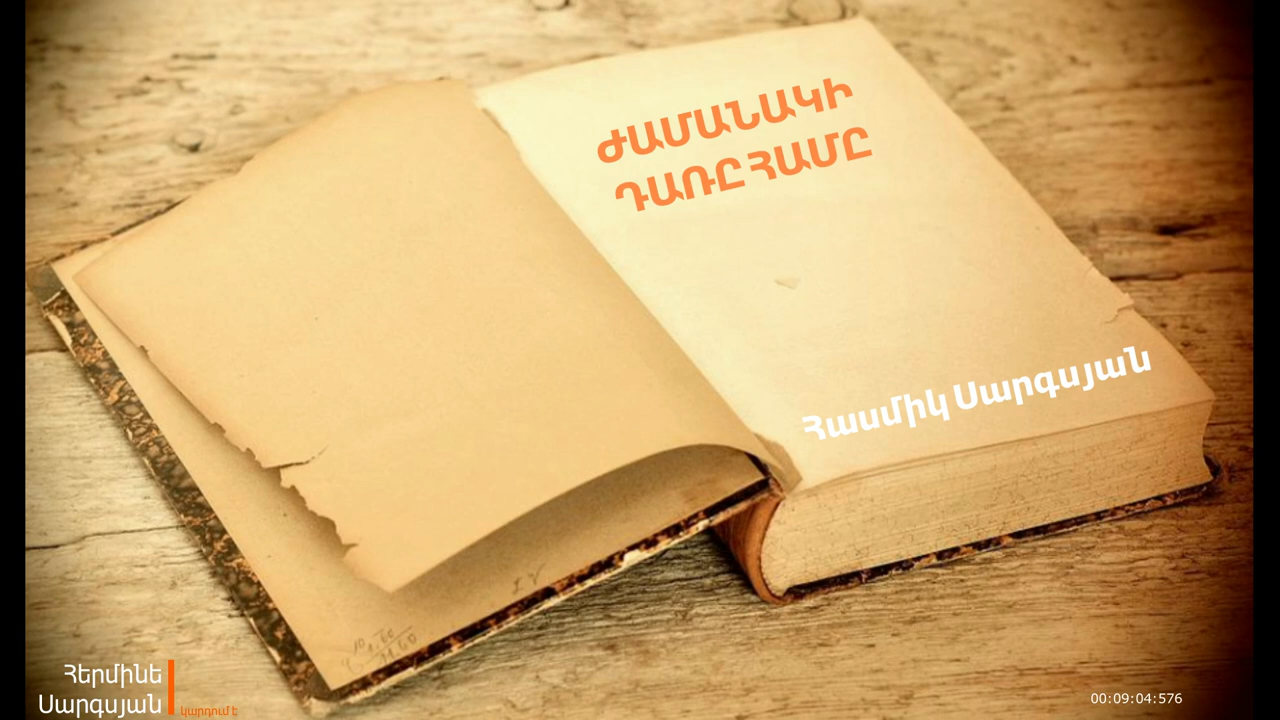 ԺԱՄԱՆԱԿԻ
ԴԱՌԸ ՀԱՄԸ
Հասմիկ Սարգսյան
Հերմինե
Սարգսյան
կարդում է
00:09:04:576